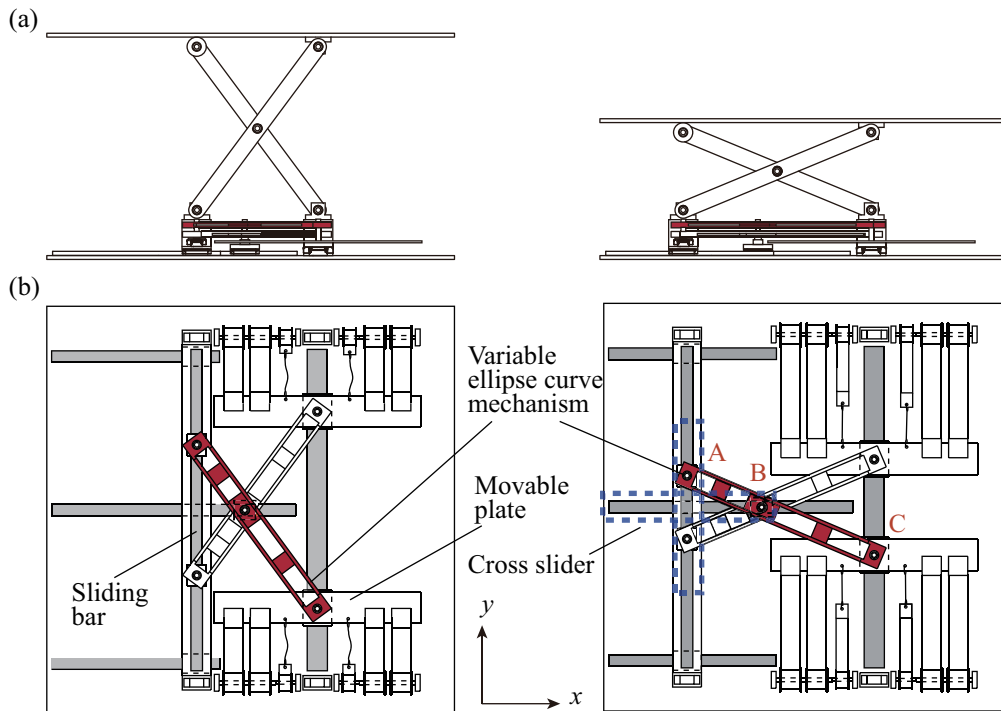 (a)
(b)
Variable
ellipse curve
mechanism
Movable
plate
Sliding
bar
Cross slider
A
B
C
y
x